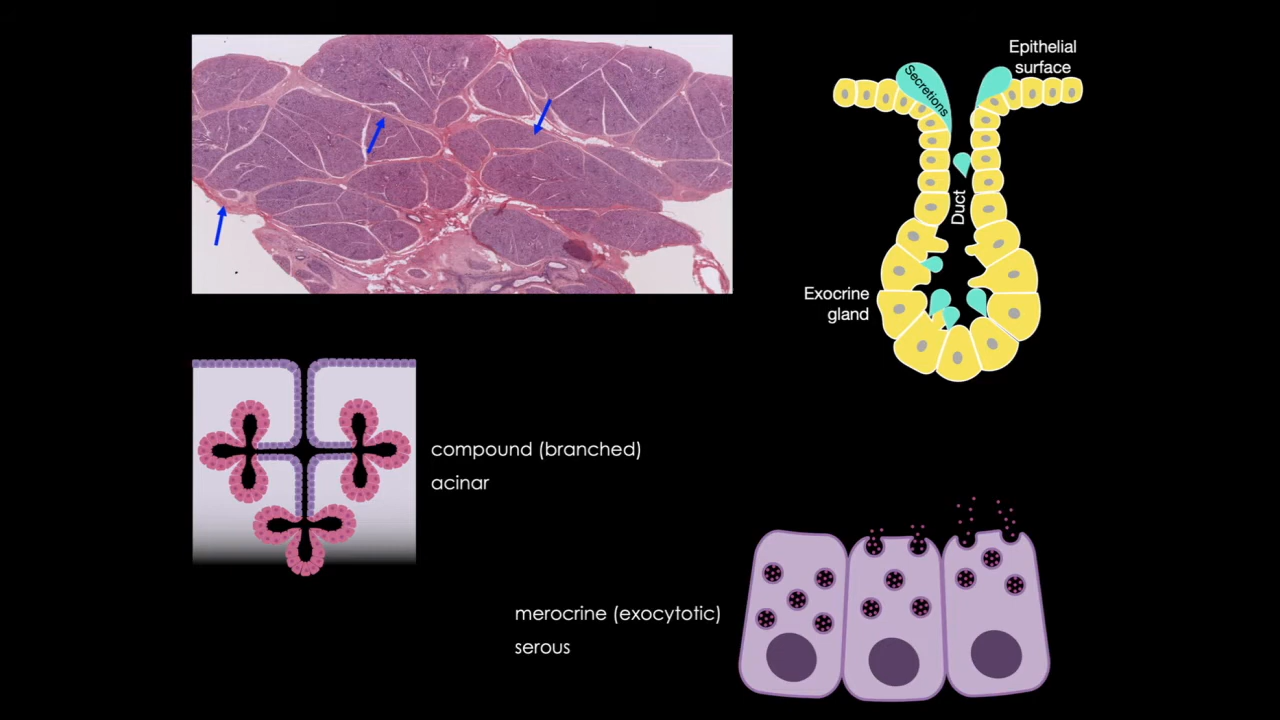 Epithelial
surface
Secretions
Duct
Exocrine
gland
compound (branched)
acinar
merocrine (exocytotic)
serous